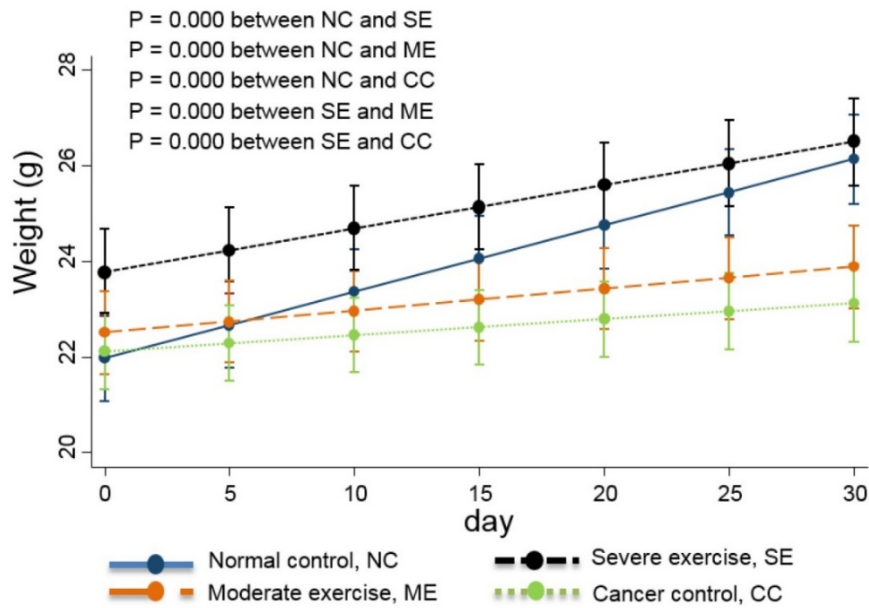 P = 0.000 between NC and SE
P = 0.000 between NC and ME
P = 0.000 between NC and CC
P = 0.000 between SE and ME
P = 0.000 between SE and CC
28
26
24
22
20
Weight (g)
0 5 10 15 20 25 30
day
Normal control, NC
Severe exercise, SE
Moderate exercise, ME
Cancer control, CC